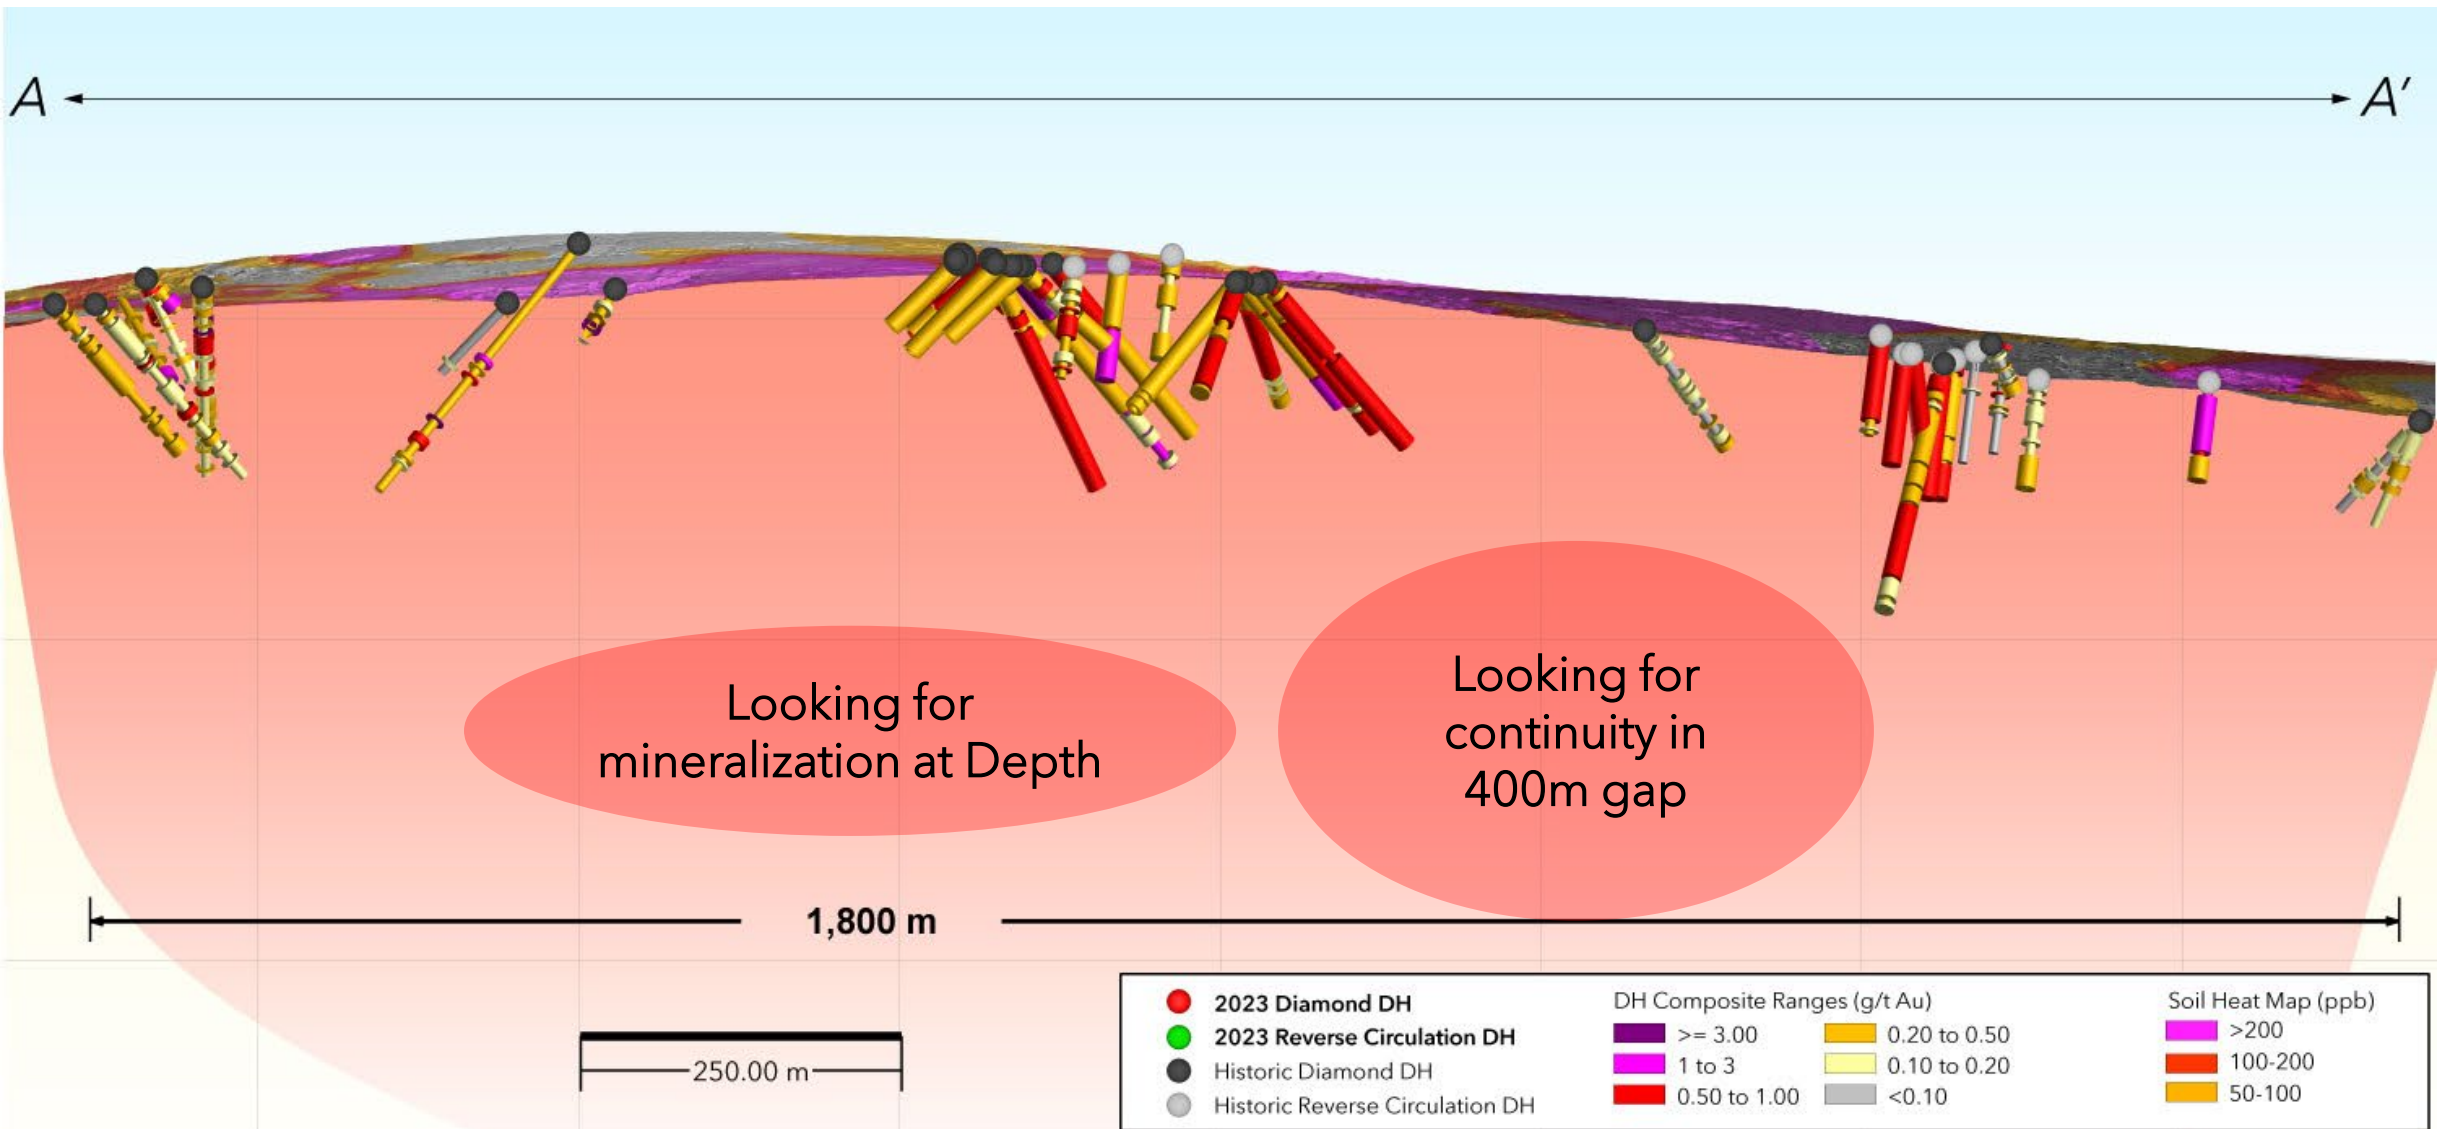 A
A′
Looking for
mineralization at Depth
Looking for
continuity in
400m gap
1,800 m
250.00 m
2023 Diamond DH
2023 Reverse Circulation DH
Historic Diamond DH
Historic Reverse Circulation DH
DH Composite Ranges (g/t Au)
>= 3.00
1 to 3
0.50 to 1.00
0.20 to 0.50
0.10 to 0.20
<0.10
Soil Heat Map (ppb)
>200
100-200
50-100